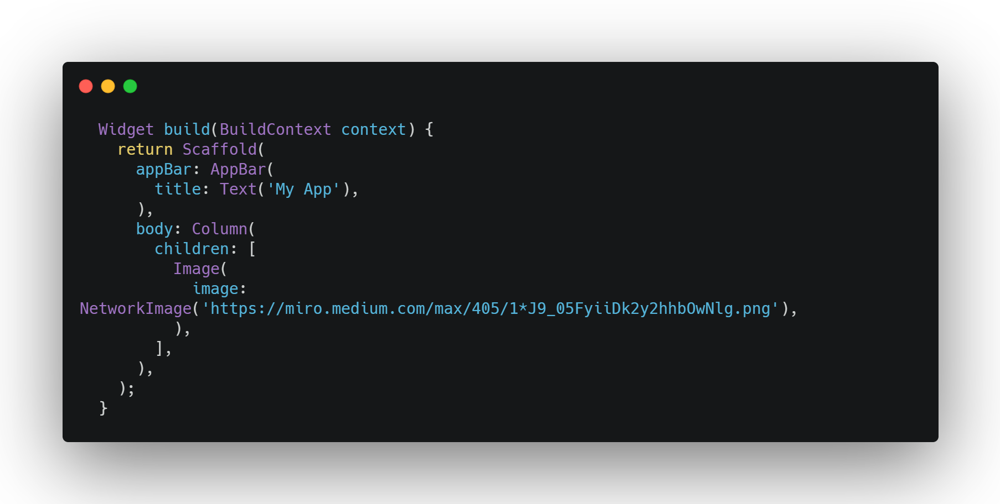 Widget build(BuildContext context) {
return Scaffold(
appBar: AppBar(
title: Text('My App'),
),
body: Column(
children: [
Image(
image:
NetworkImage('https://miro.medium.com/max/405/1*J9_05FyiiDk2y2hhbOwNlg.png'),
),
],
),
);
}